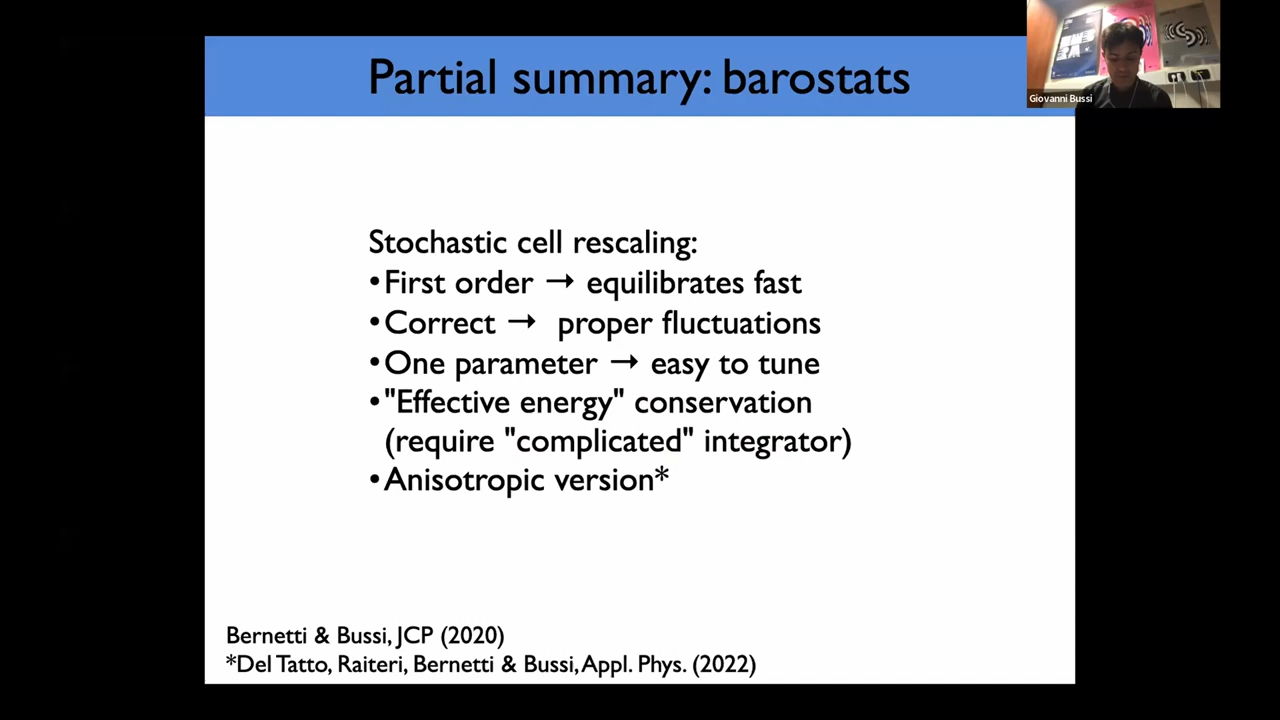 Partial summary: barostats
Giovanni Bussi
Stochastic cell rescaling:
•First order → equilibrates fast
•Correct → proper fluctuations
•One parameter → easy to tune
•"Effective energy" conservation
(require "complicated" integrator)
•Anisotropic version*
Bernetti & Bussi, JCP (2020)
*Del Tatto, Raiteri, Bernetti & Bussi, Appl. Phys. (2022)